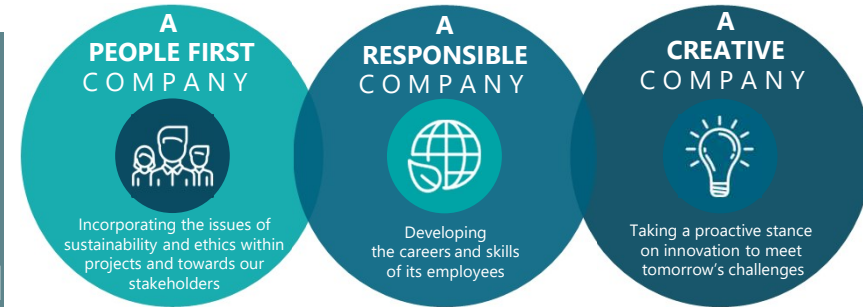 A
PEOPLE FIRST
COMPANY
Incorporating the issues of
sustainability and ethics within
projects and towards our
stakeholders
A
RESPONSIBLE
COMPANY
Developing
the careers and skills
of its employees
A
CREATIVE
COMPANY
Taking a proactive stance
on innovation to meet
tomorrow's challenges